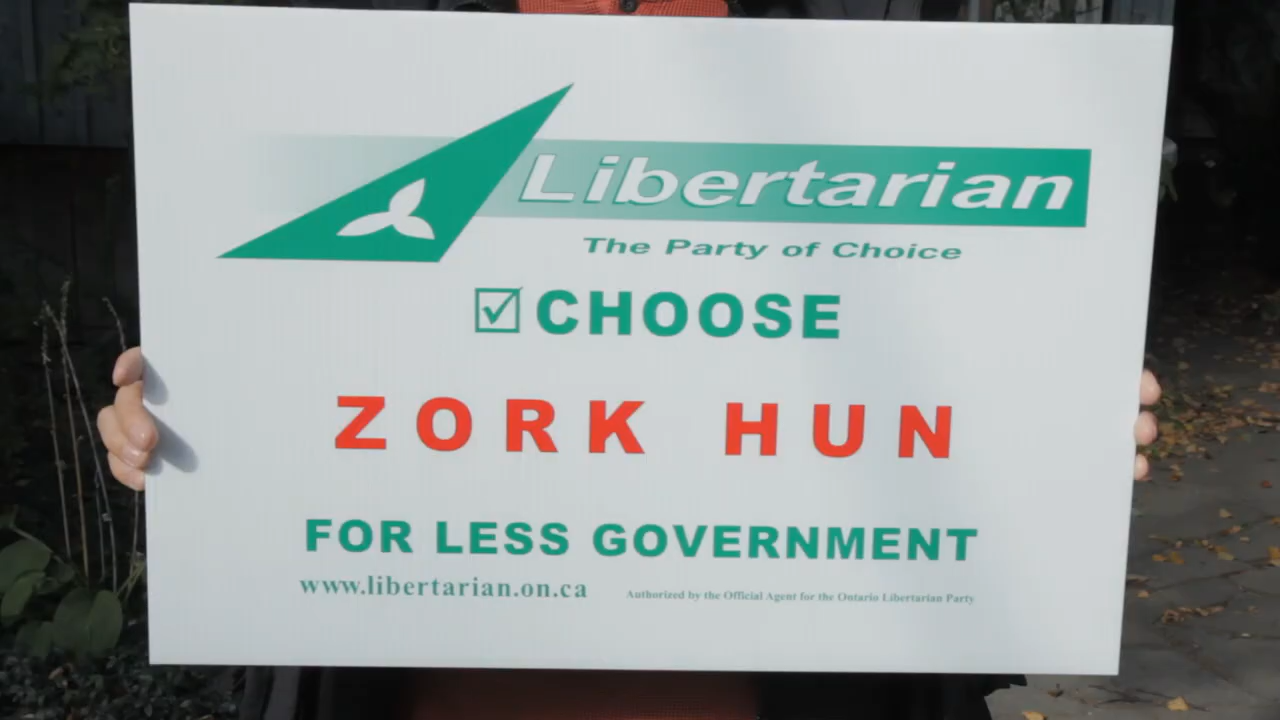 Libertarian
The Party of Choice
CHOOSE
ZORK HUN
FOR LESS GOVERNMENT
www.libertarian.on.ca
Authorized by the Official Agent for the Ontario Libertarian Party